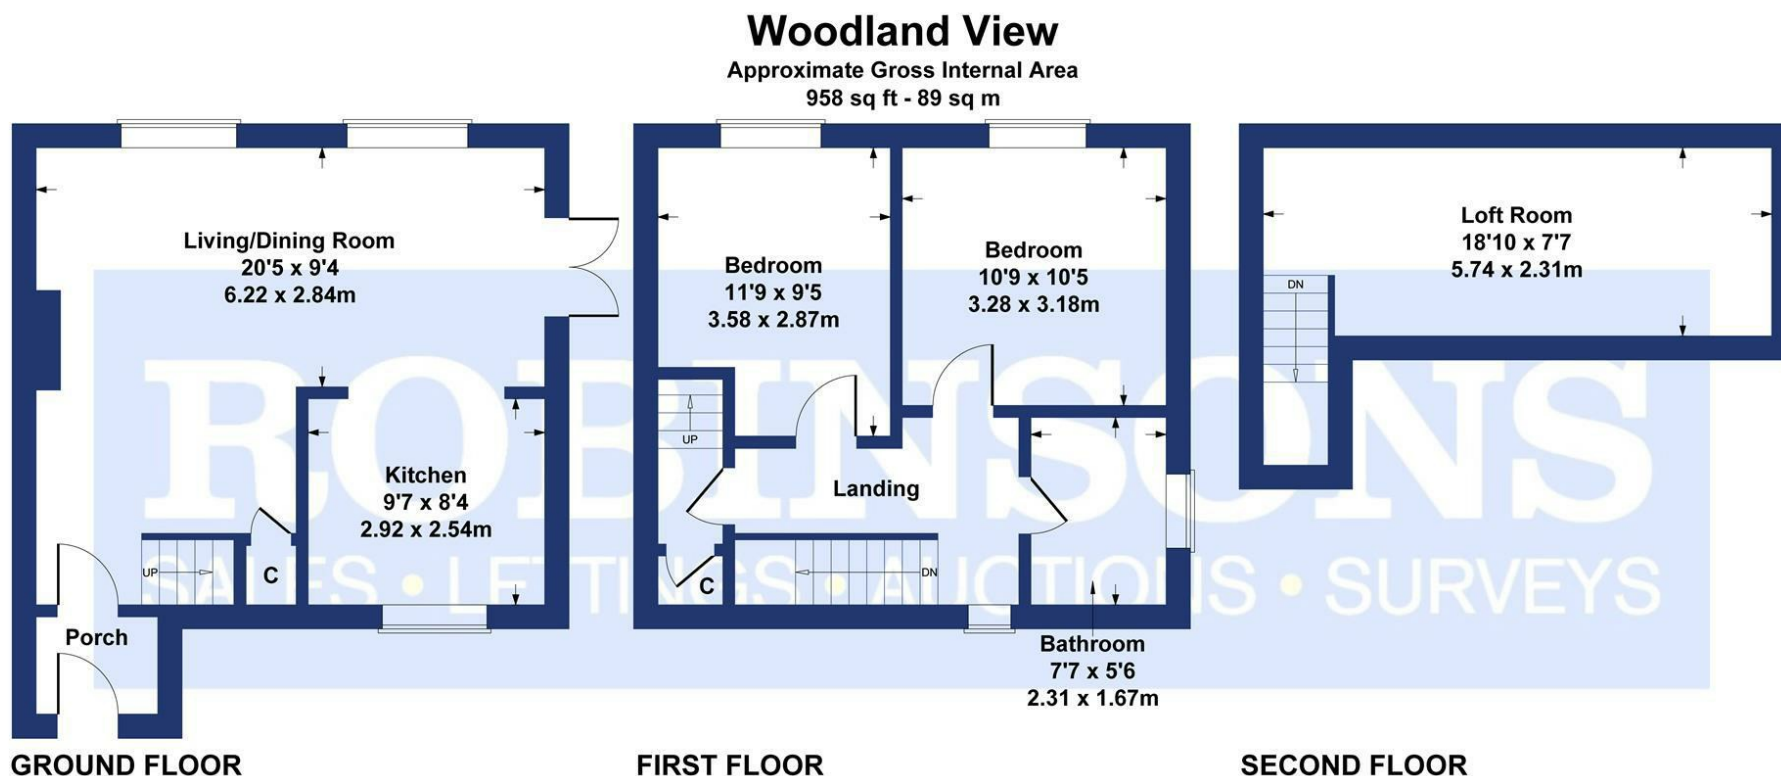 Woodland View
Approximate Gross Internal Area
958 sq ft - 89 sq m
Living/Dining Room
20'5 x 9'4
6.22 x 2.84m
Kitchen
9'7 x 8'4
2.92 x 2.54m
UP
C
Porch
GROUND FLOOR
Bedroom
11'9 x 9'5
3.58 x 2.87m
Bedroom
10'9 x 10'5
3.28 x 3.18m
UP
Landing
C
DN
Bathroom
7'7 x 5'6
2.31 x 1.67m
FIRST FLOOR
Loft Room
18'10 x 7'7
5.74 x 2.31m
DN
SECOND FLOOR
ROBINSONS
SALES • LETTINGS • AUCTIONS • SURVEYS